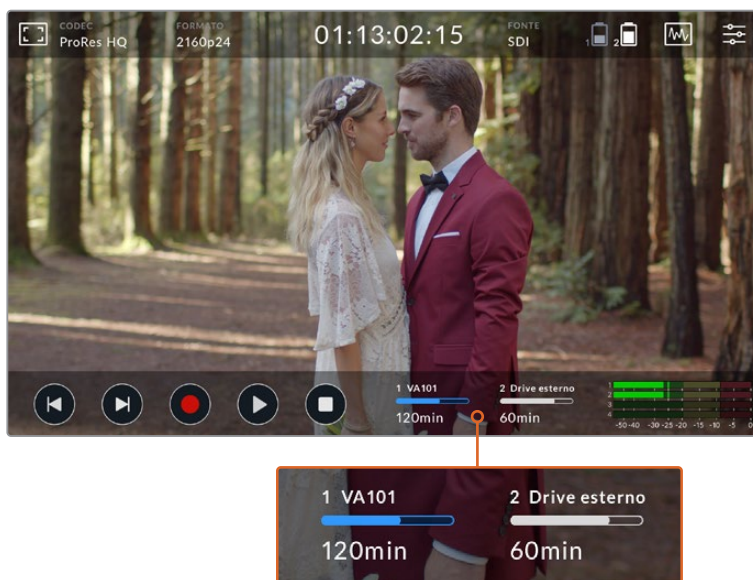 CODEC
ProRes HQ
FORMATO
2160p24
01:13:02:15
FONTE
SDI
1
2
1 VA101
120min
2 Drive esterno
60min
1
2
3
4
-50 -40 -30 -25 -20 -15 -10 -5 0
1 VA101
120min
2 Drive esterno
60min